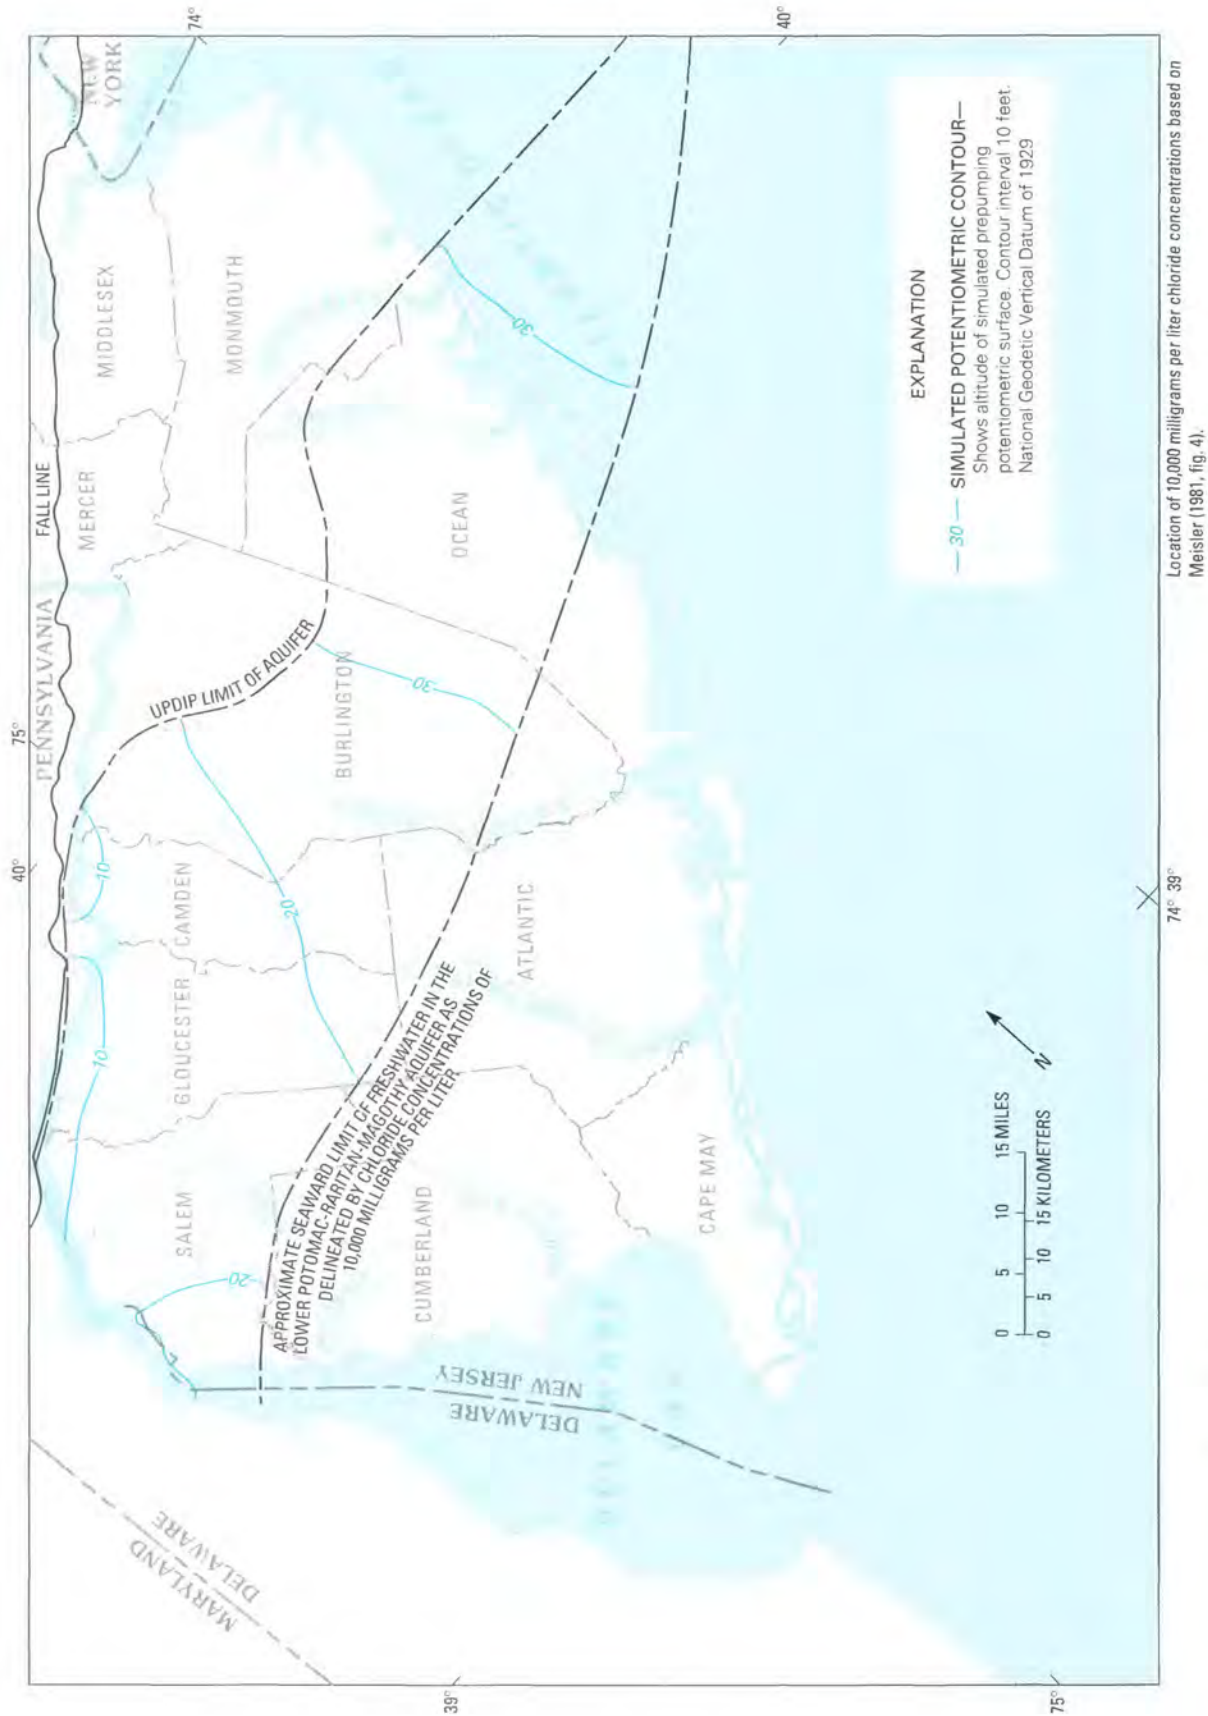 74°
40°
75°
40°
39°
75°
74° 39°
NEW
YORK
PENNSYLVANIA
FALL LINE
MIDDLESEX
MERCER
MONMOUTH
OCEAN
BURLINGTON
UPDIP LIMIT OF AQUIFER
CAMDEN
GLOUCESTER
ATLANTIC
SALEM
CUMBERLAND
CAPE MAY
10
10
20
20
30
30
APPROXIMATE SEAWARD LIMIT OF FRESHWATER IN THE
LOWER POTOMAC-RARITAN-MAGOTHY AQUIFER AS
DELINEATED BY CHLORIDE CONCENTRATIONS OF
10,000 MILLIGRAMS PER LITER
NEW JERSEY
DELAWARE
MARYLAND
DELAWARE
EXPLANATION
—30— SIMULATED POTENTIOMETRIC CONTOUR—
Shows altitude of simulated prepumping
potentiometric surface. Contour interval 10 feet.
National Geodetic Vertical Datum of 1929
0 5 10 15 MILES
0 5 10 15 KILOMETERS
N
Location of 10,000 milligrams per liter chloride concentrations based on
Meisler (1981, fig. 4).